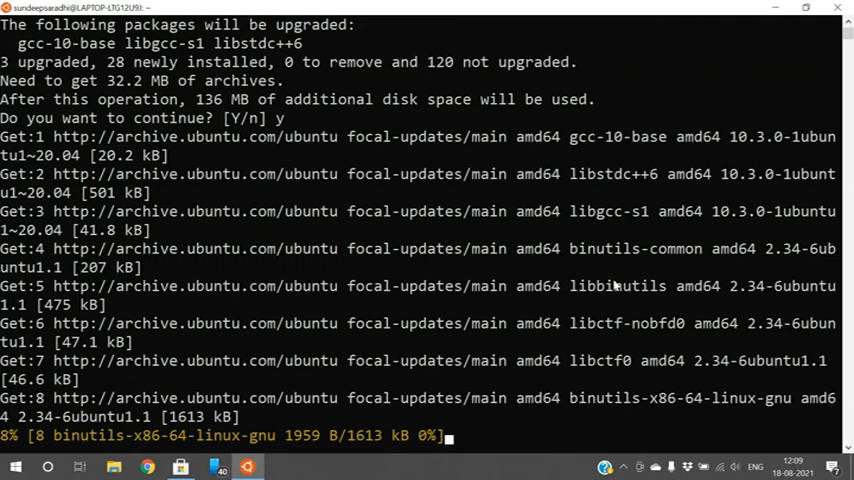 sundeepsaradhi@LAPTOP-LTG12U9J: ~
The following packages will be upgraded:
gcc-10-base libgcc-s1 libstdc++6
3 upgraded, 28 newly installed, 0 to remove and 120 not upgraded.
Need to get 32.2 MB of archives.
After this operation, 136 MB of additional disk space will be used.
Do you want to continue? [Y/n] y
Get:1 http://archive.ubuntu.com/ubuntu focal-updates/main amd64 gcc-10-base amd64 10.3.0-1ubun
tu1~20.04 [20.2 kB]
Get:2 http://archive.ubuntu.com/ubuntu focal-updates/main amd64 libstdc++6 amd64 10.3.0-1ubunt
u1~20.04 [501 kB]
Get:3 http://archive.ubuntu.com/ubuntu focal-updates/main amd64 libgcc-s1 amd64 10.3.0-1ubuntu
1~20.04 [41.8 kB]
Get:4 http://archive.ubuntu.com/ubuntu focal-updates/main amd64 binutils-common amd64 2.34-6ub
untu1.1 [207 kB]
Get:5 http://archive.ubuntu.com/ubuntu focal-updates/main amd64 libbinutils amd64 2.34-6ubuntu
1.1 [475 kB]
Get:6 http://archive.ubuntu.com/ubuntu focal-updates/main amd64 libctf-nobfd0 amd64 2.34-6ubun
tu1.1 [47.1 kB]
Get:7 http://archive.ubuntu.com/ubuntu focal-updates/main amd64 libctf0 amd64 2.34-6ubuntu1.1
[46.6 kB]
Get:8 http://archive.ubuntu.com/ubuntu focal-updates/main amd64 binutils-x86-64-linux-gnu amd6
4 2.34-6ubuntu1.1 [1613 kB]
8% [8 binutils-x86-64-linux-gnu 1959 B/1613 kB 0%]
40
ENG
12:09
18-08-2021
7